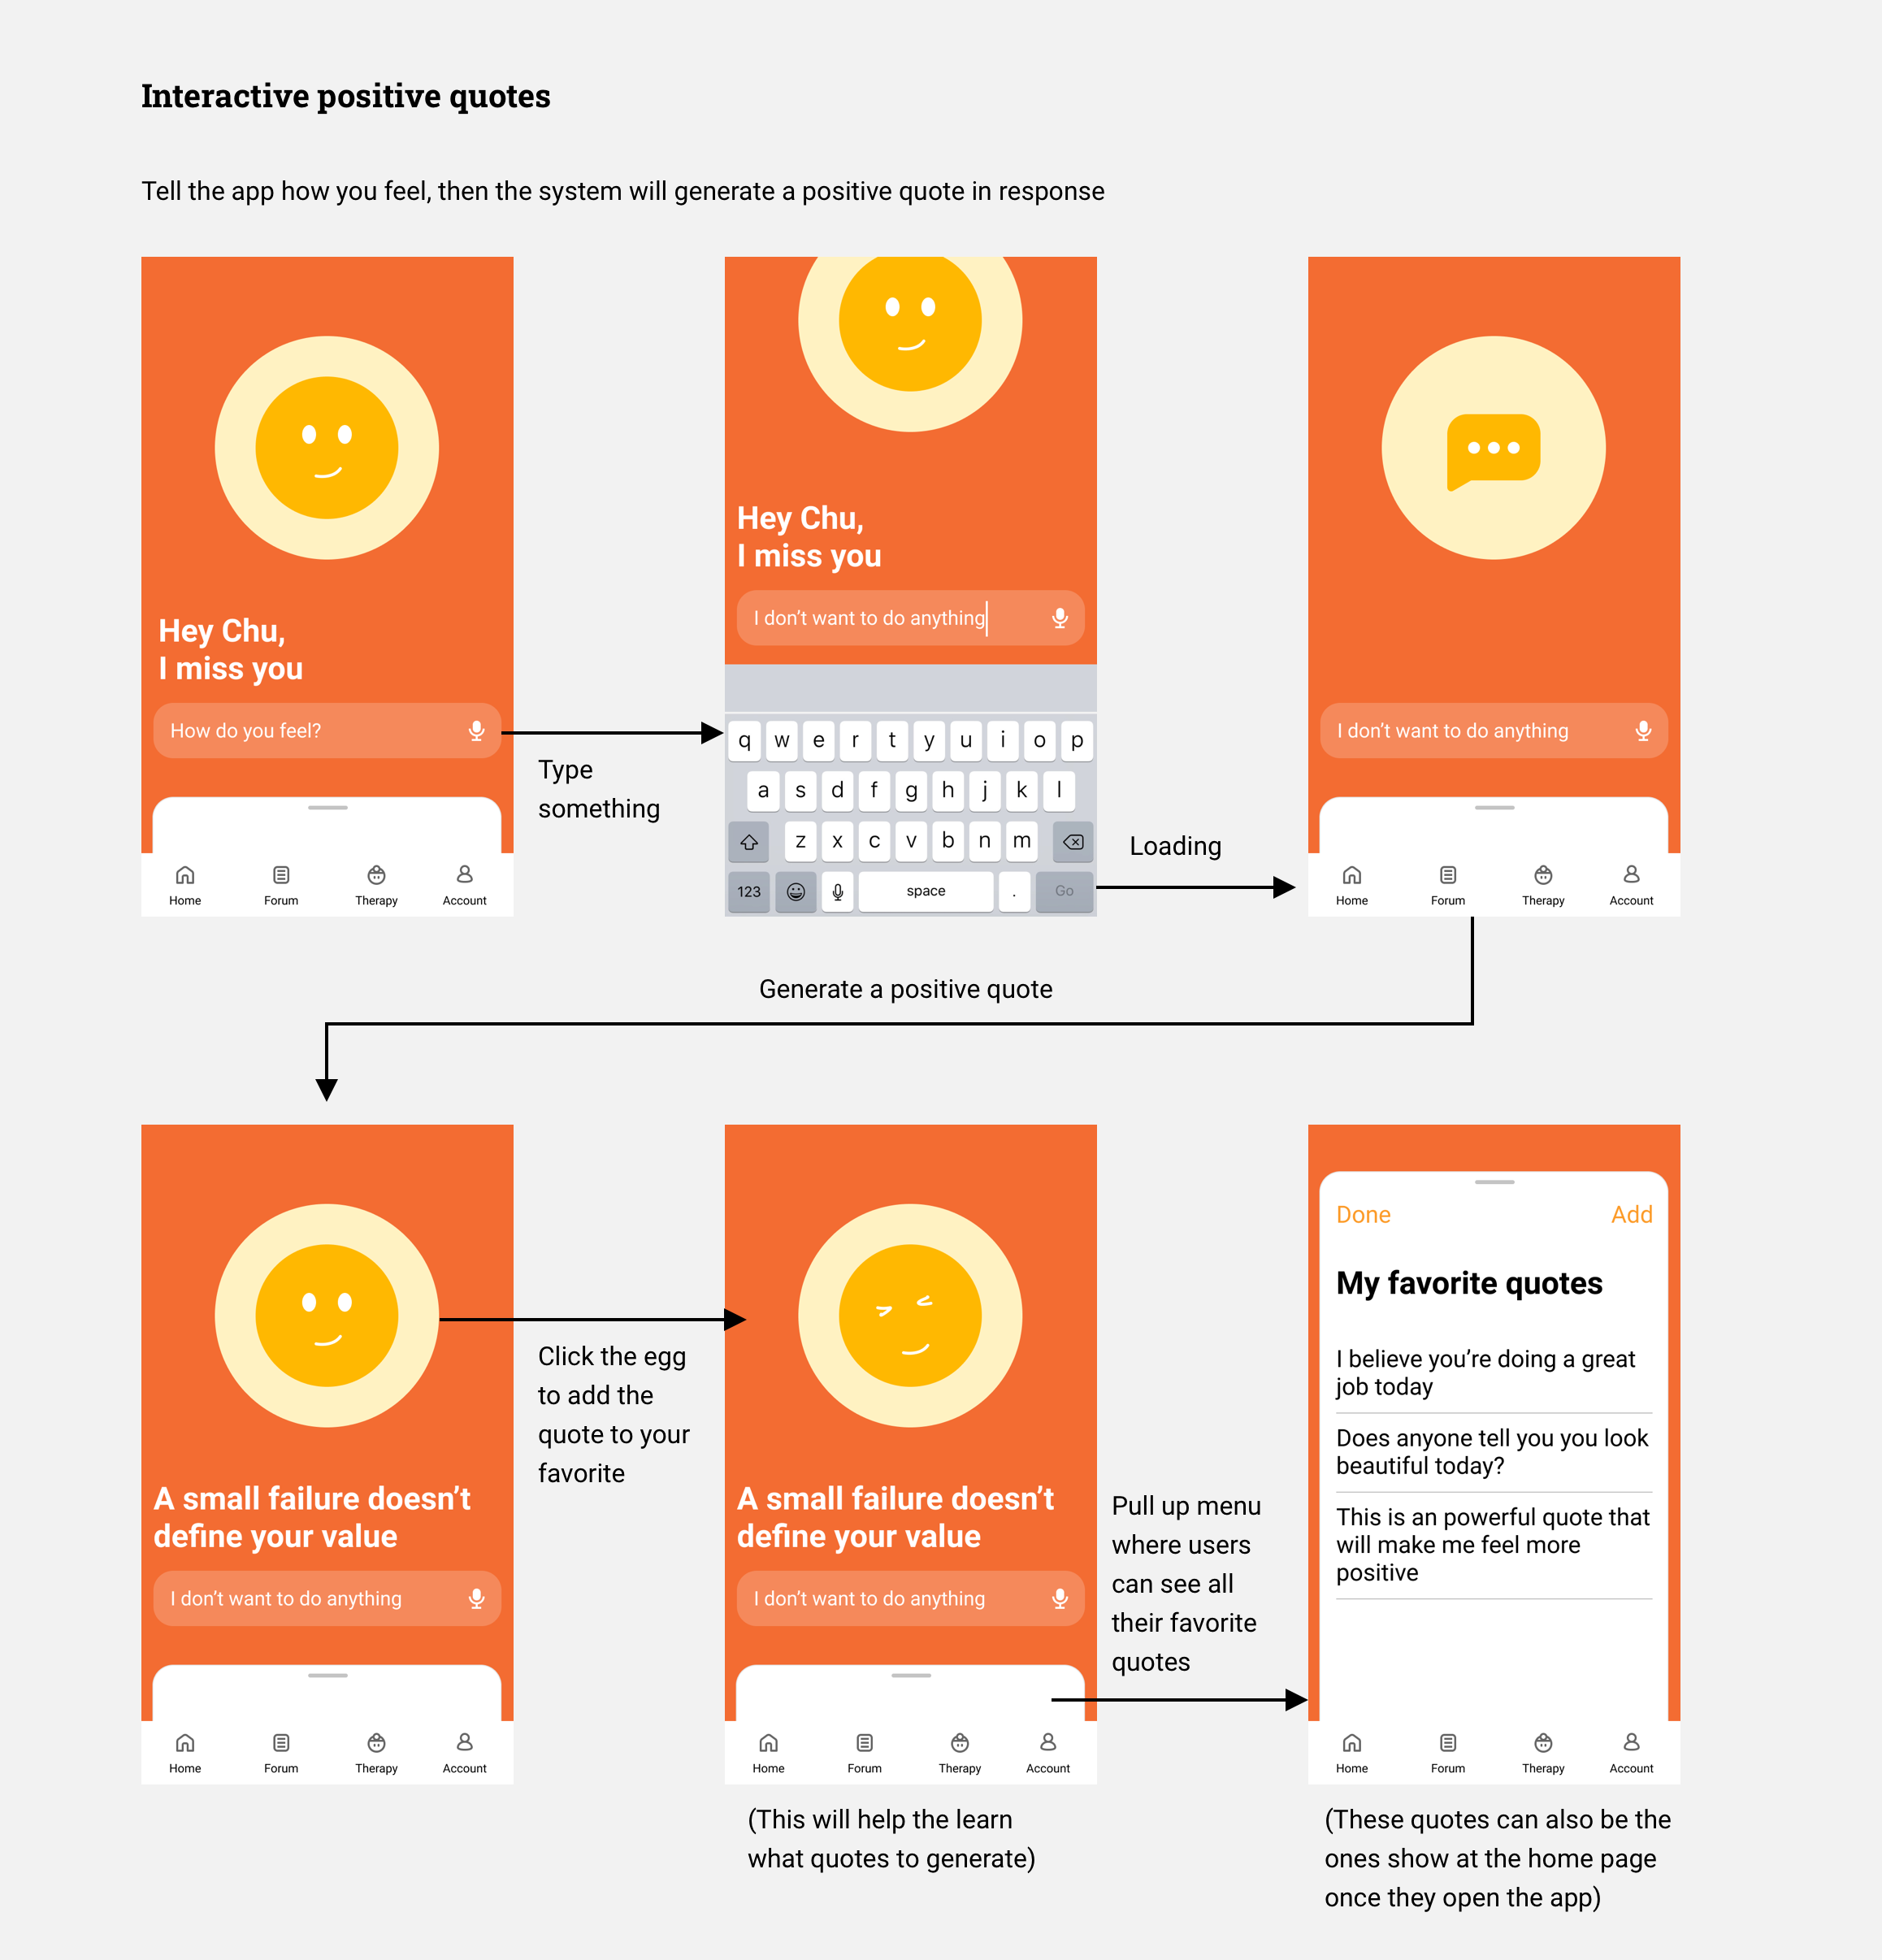 Interactive positive quotes
Tell the app how you feel, then the system will generate a positive quote in response
Hey Chu,
I miss you
How do you feel?
Home Forum Therapy Account
Type
something
Hey Chu,
I miss you
I don't want to do anything
q w e r t y u i o p
a s d f g h j k l
z x c v b n m
123 space . Go
Loading
I don't want to do anything
Home Forum Therapy Account
Generate a positive quote
A small failure doesn't
define your value
I don't want to do anything
Home Forum Therapy Account
Click the egg
to add the
quote to your
favorite
A small failure doesn't
define your value
I don't want to do anything
Home Forum Therapy Account
(This will help the learn
what quotes to generate)
Pull up menu
where users
can see all
their favorite
quotes
Done Add
My favorite quotes
I believe you're doing a great
job today
Does anyone tell you you look
beautiful today?
This is an powerful quote that
will make me feel more
positive
Home Forum Therapy Account
(These quotes can also be the
ones show at the home page
once they open the app)